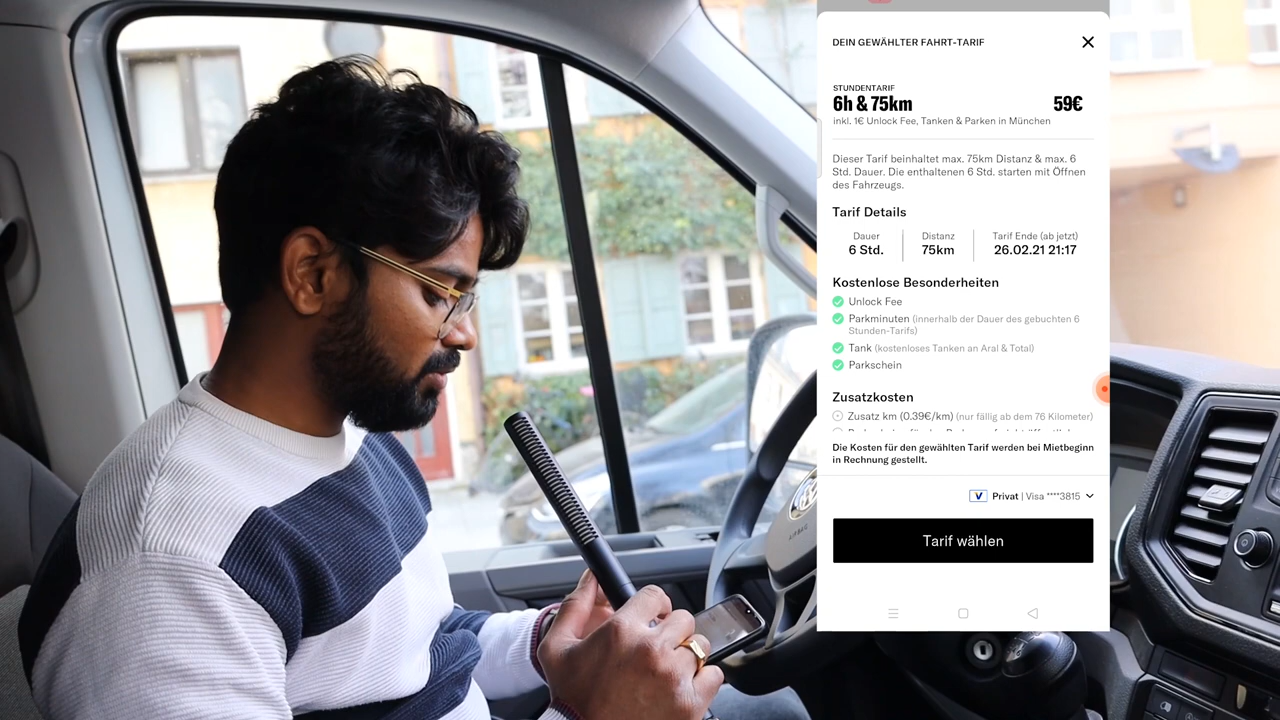 DEIN GEWÄHLTER FAHRT-TARIF
STUNDENTARIF
6h & 75km 59€
inkl. 1€ Unlock Fee, Tanken & Parken in München
Dieser Tarif beinhaltet max. 75km Distanz & max. 6
Std. Dauer. Die enthaltenen 6 Std. starten mit Öffnen
des Fahrzeugs.
Tarif Details
Dauer Distanz Tarif Ende (ab jetzt)
6 Std. 75km 26.02.21 21:17
Kostenlose Besonderheiten
Unlock Fee
Parkminuten (innerhalb der Dauer des gebuchten 6
Stunden-Tarifs)
Tank (kostenloses Tanken an Aral & Total)
Parkschein
Zusatzkosten
Zusatz km (0.39€/km) (nur fällig ab dem 76 Kilometer)
Die Kosten für den gewählten Tarif werden bei Mietbeginn
in Rechnung gestellt.
V Privat | Visa ****3815
Tarif wählen
AIRBAG